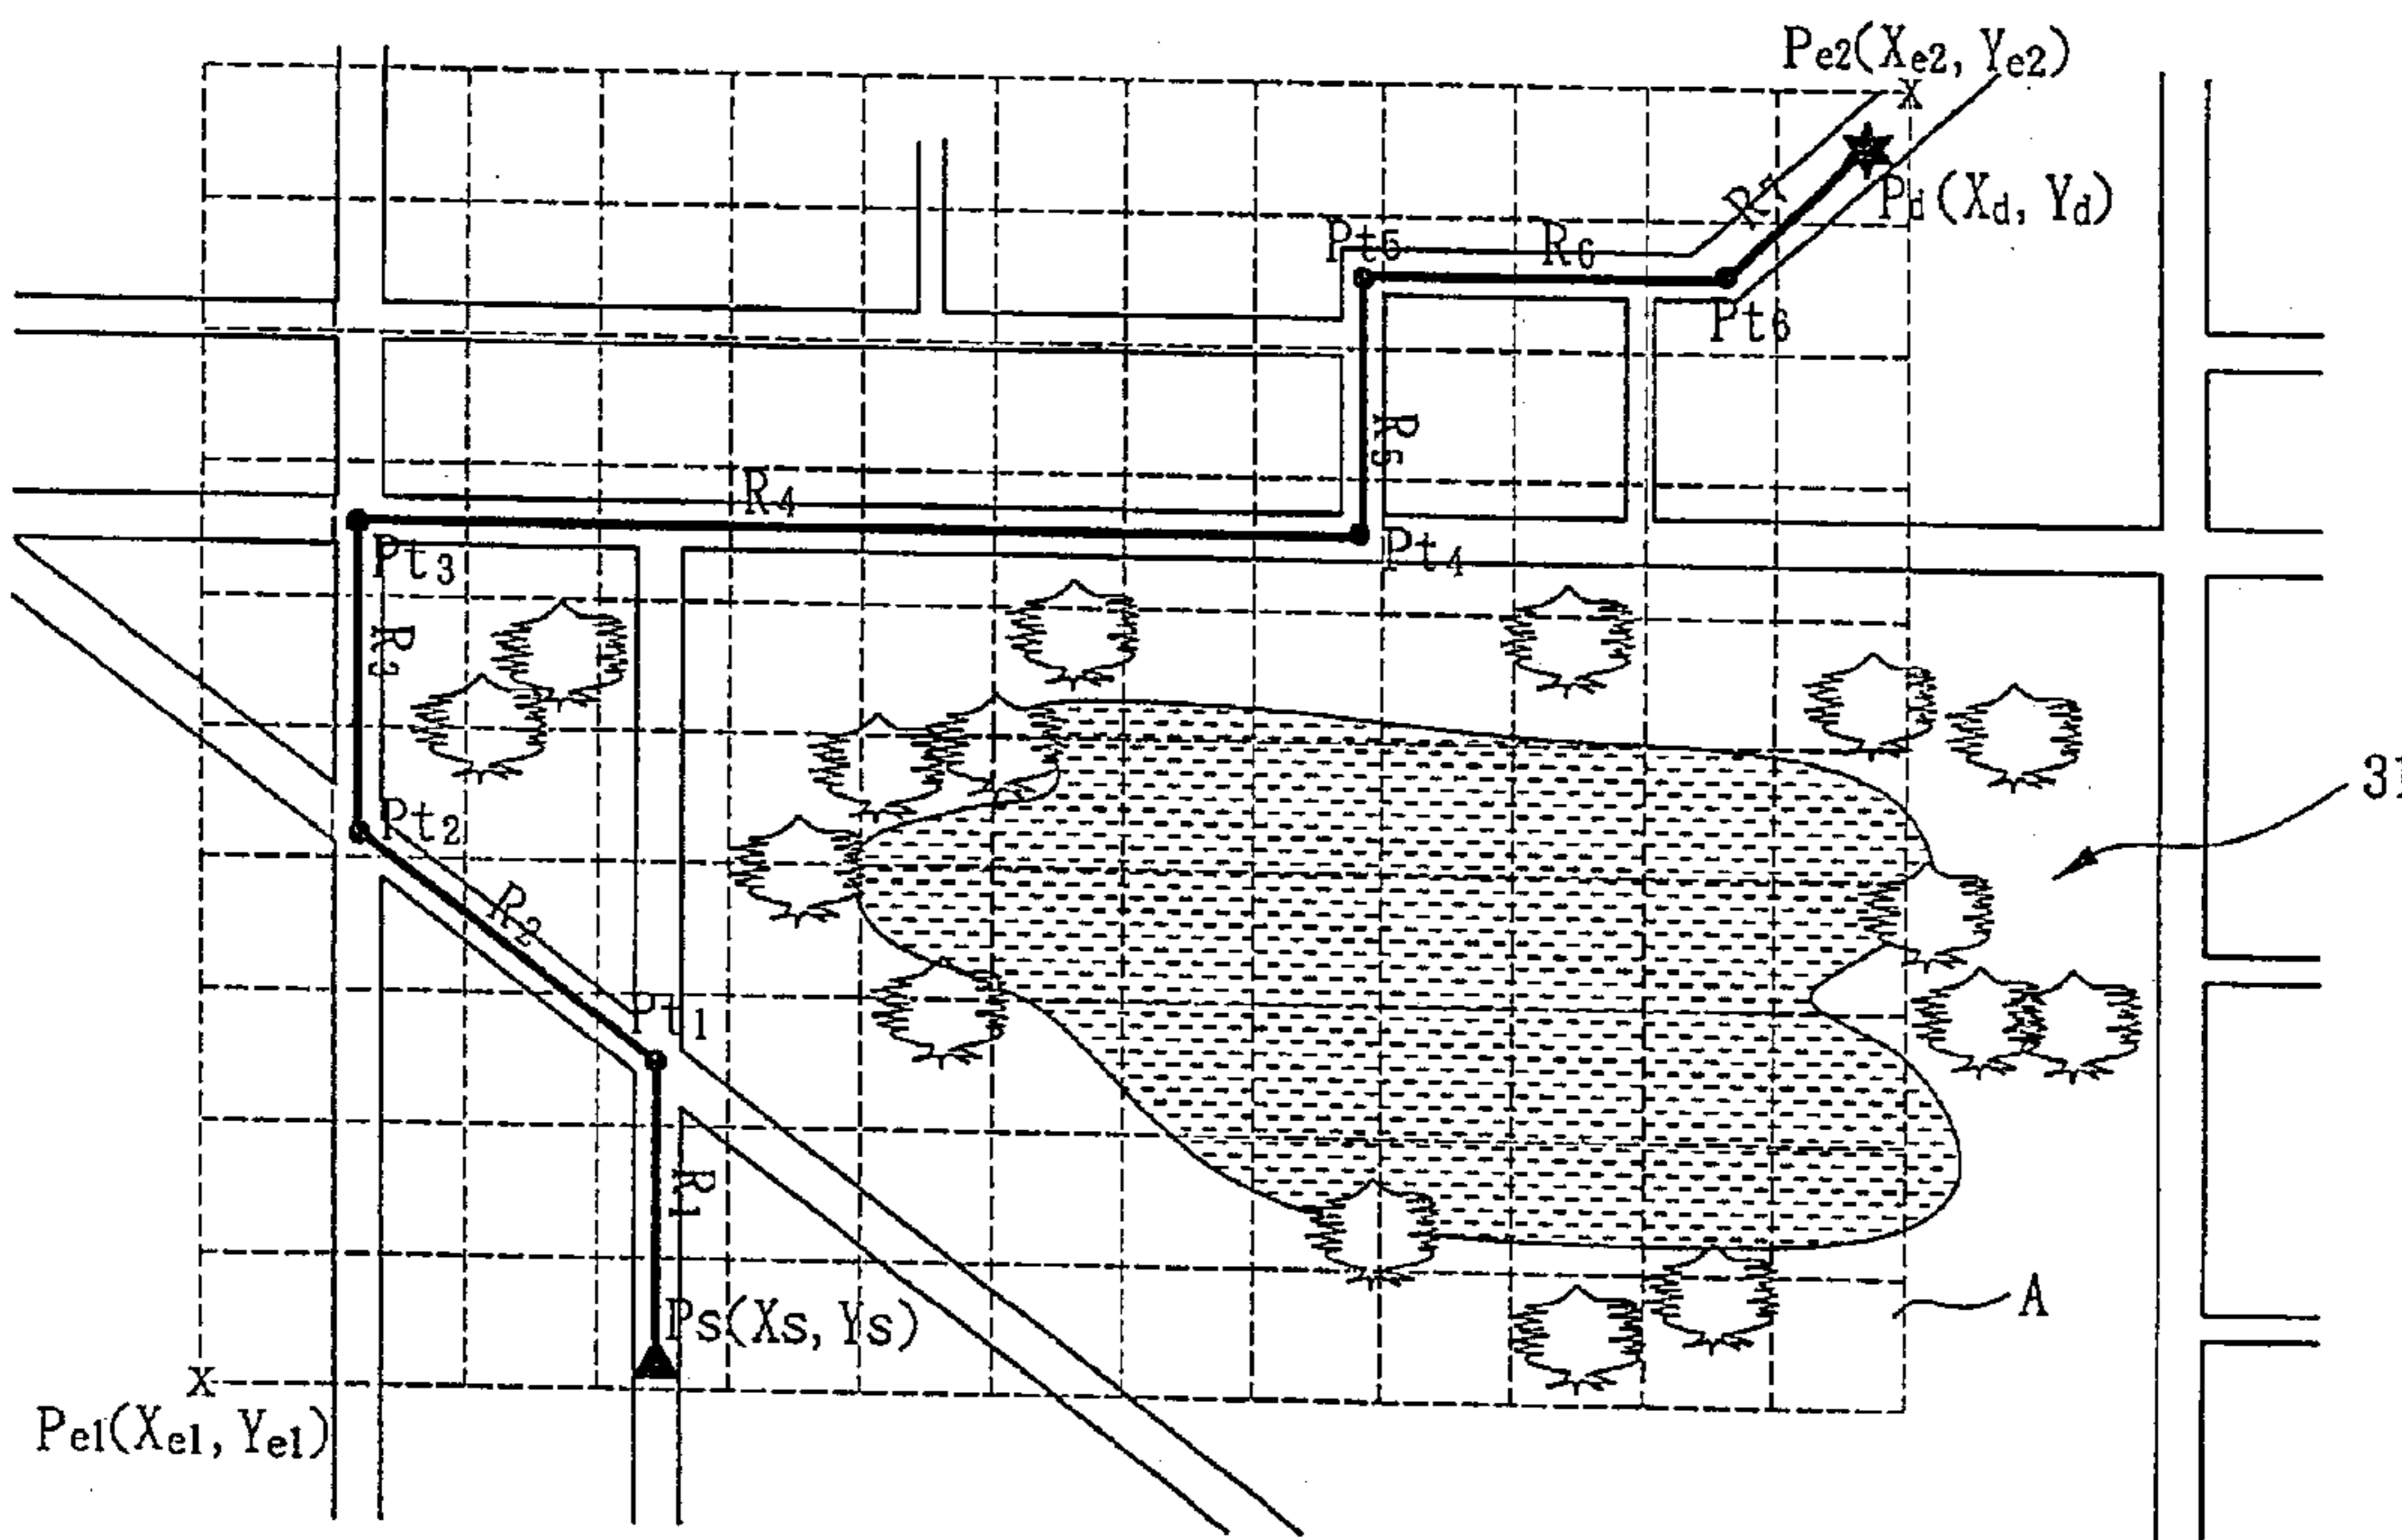 Pe2(Xe2, Ye2)
Pd(Xd, Yd)
R7
Pt5
R6
Pt6
R5
R4
Pt3
Pt4
R3
31
Pt2
R2
Pt1
R1
Ps(Xs, Ys)
A
Pe1(Xe1, Ye1)